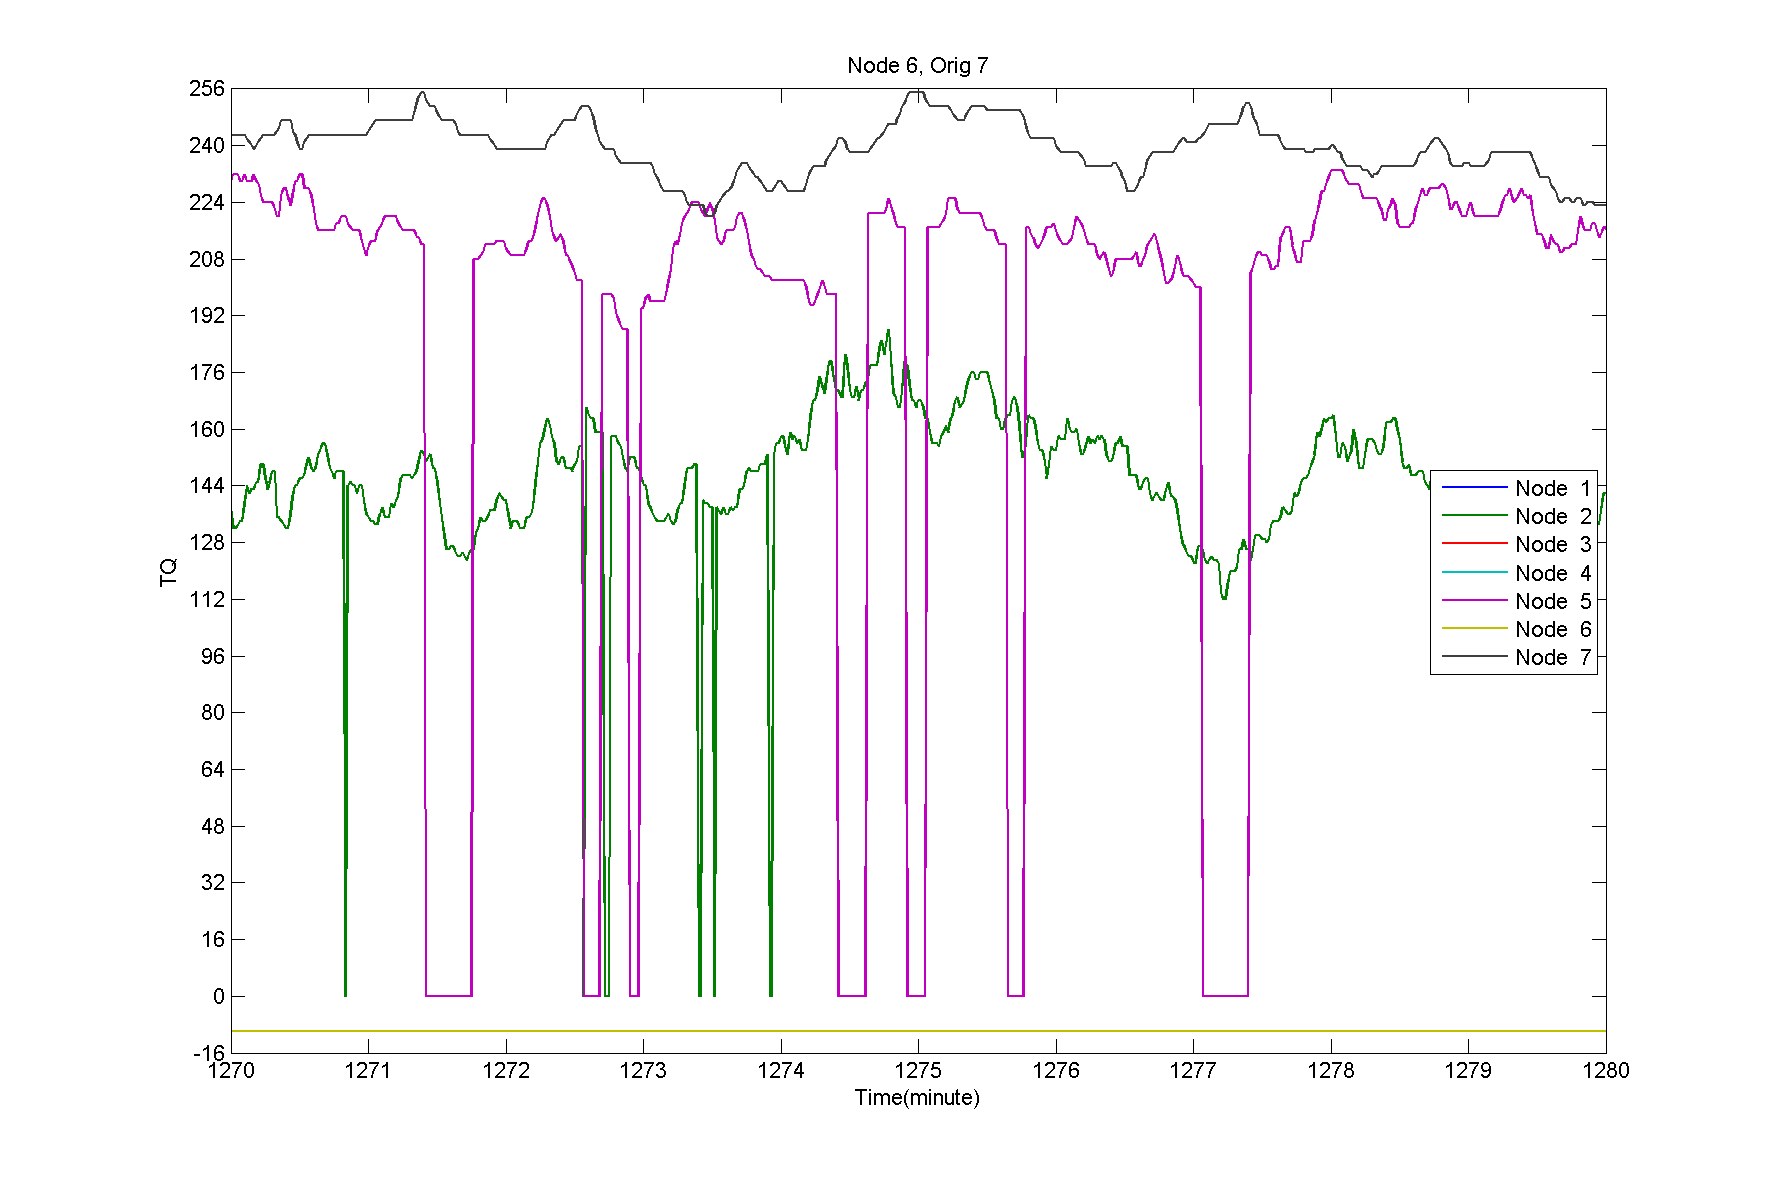 Node 6, Orig 7
256
240
224
208
192
176
160
144
128
112
96
80
64
48
32
16
0
-16
TQ
Node 1
Node 2
Node 3
Node 4
Node 5
Node 6
Node 7
1270 1271 1272 1273 1274 1275 1276 1277 1278 1279 1280
Time(minute)